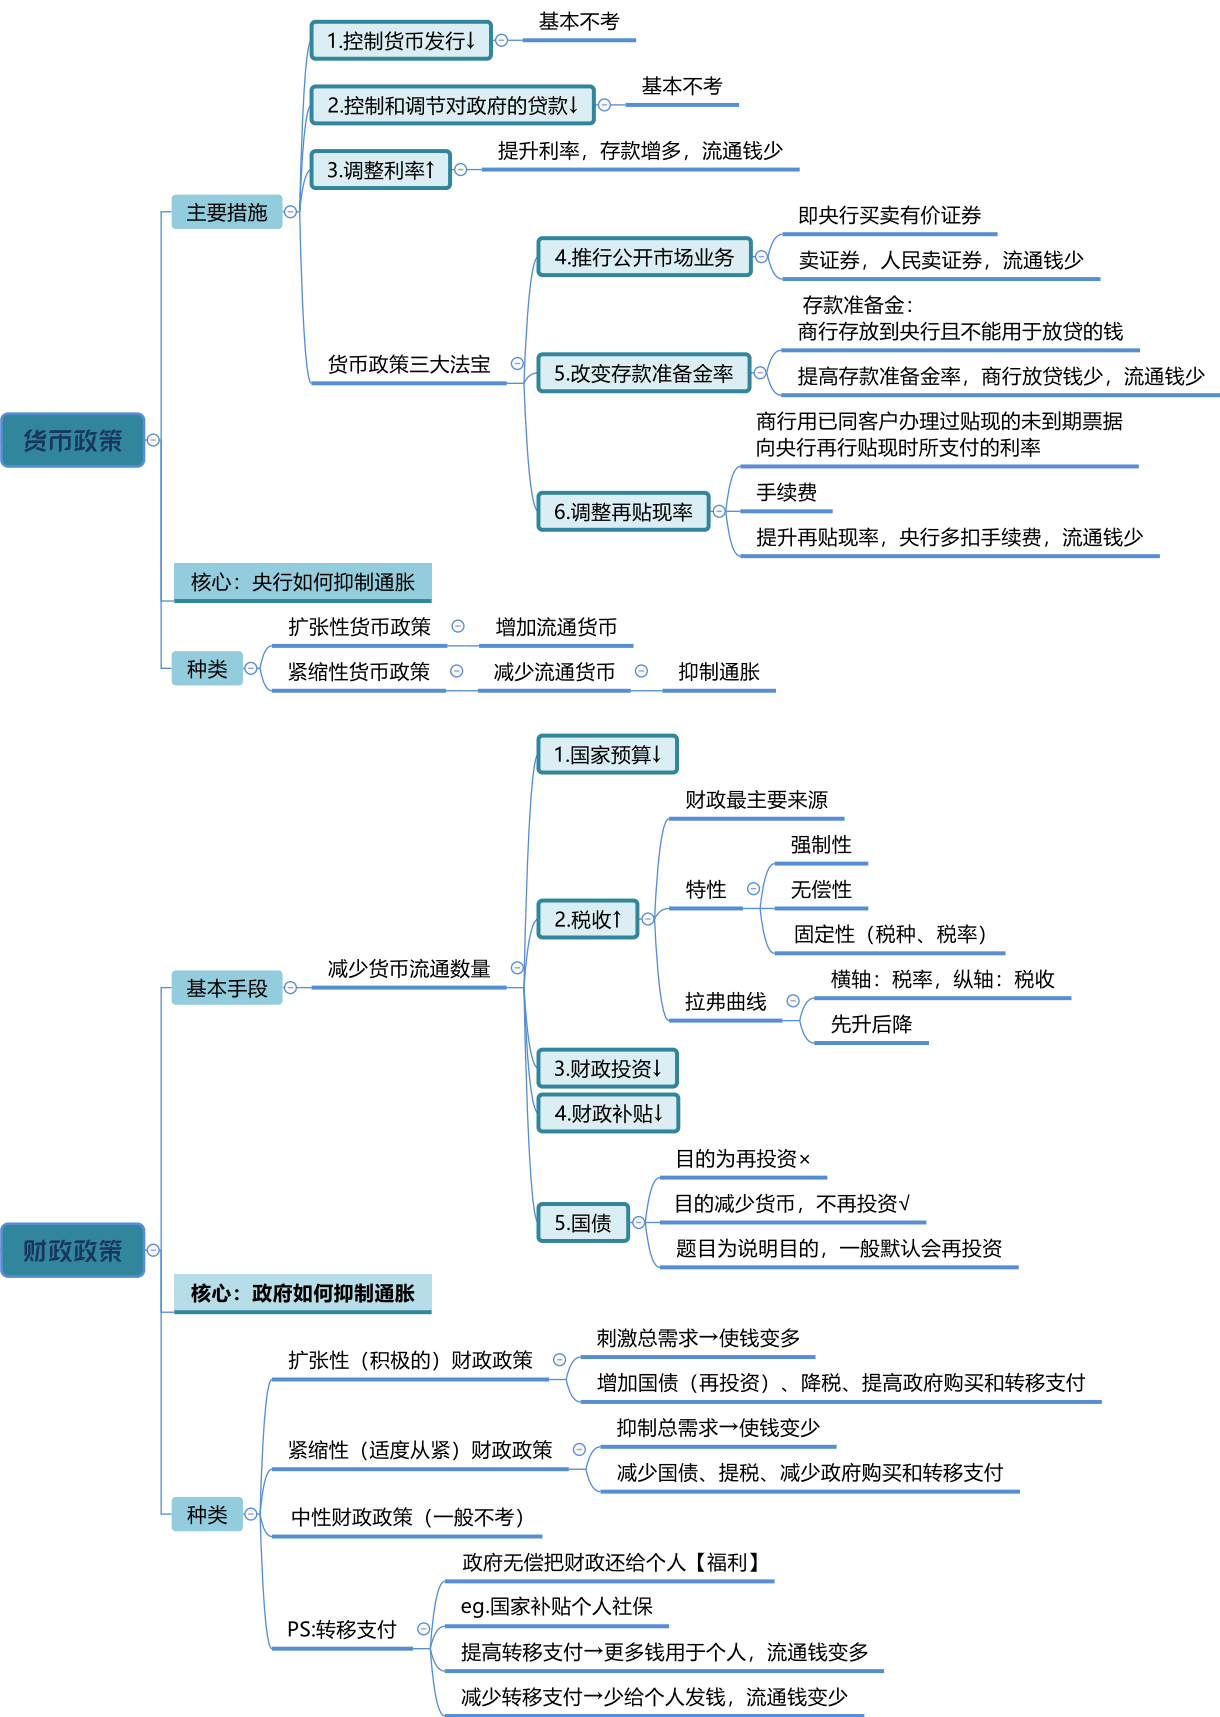 货币政策
主要措施
1.控制货币发行↓
基本不考
2.控制和调节对政府的贷款↓
基本不考
3.调整利率↑
提升利率，存款增多，流通钱少
货币政策三大法宝
4.推行公开市场业务
即央行买卖有价证券
卖证券，人民卖证券，流通钱少
5.改变存款准备金率
存款准备金：
商行存放到央行且不能用于放贷的钱
提高存款准备金率，商行放贷钱少，流通钱少
6.调整再贴现率
商行用已同客户办理过贴现的未到期票据
向央行再行贴现时所支付的利率
手续费
提升再贴现率，央行多扣手续费，流通钱少
核心：央行如何抑制通胀
种类
扩张性货币政策
增加流通货币
紧缩性货币政策
减少流通货币
抑制通胀
财政政策
基本手段
减少货币流通数量
1.国家预算↓
2.税收↑
财政最主要来源
特性
强制性
无偿性
固定性（税种、税率）
拉弗曲线
横轴：税率，纵轴：税收
先升后降
3.财政投资↓
4.财政补贴↓
5.国债
目的为再投资×
目的减少货币，不再投资√
题目为说明目的，一般默认会再投资
核心：政府如何抑制通胀
种类
扩张性（积极的）财政政策
刺激总需求→使钱变多
增加国债（再投资）、降税、提高政府购买和转移支付
紧缩性（适度从紧）财政政策
抑制总需求→使钱变少
减少国债、提税、减少政府购买和转移支付
中性财政政策（一般不考）
PS:转移支付
政府无偿把财政还给个人【福利】
eg.国家补贴个人社保
提高转移支付→更多钱用于个人，流通钱变多
减少转移支付→少给个人发钱，流通钱变少